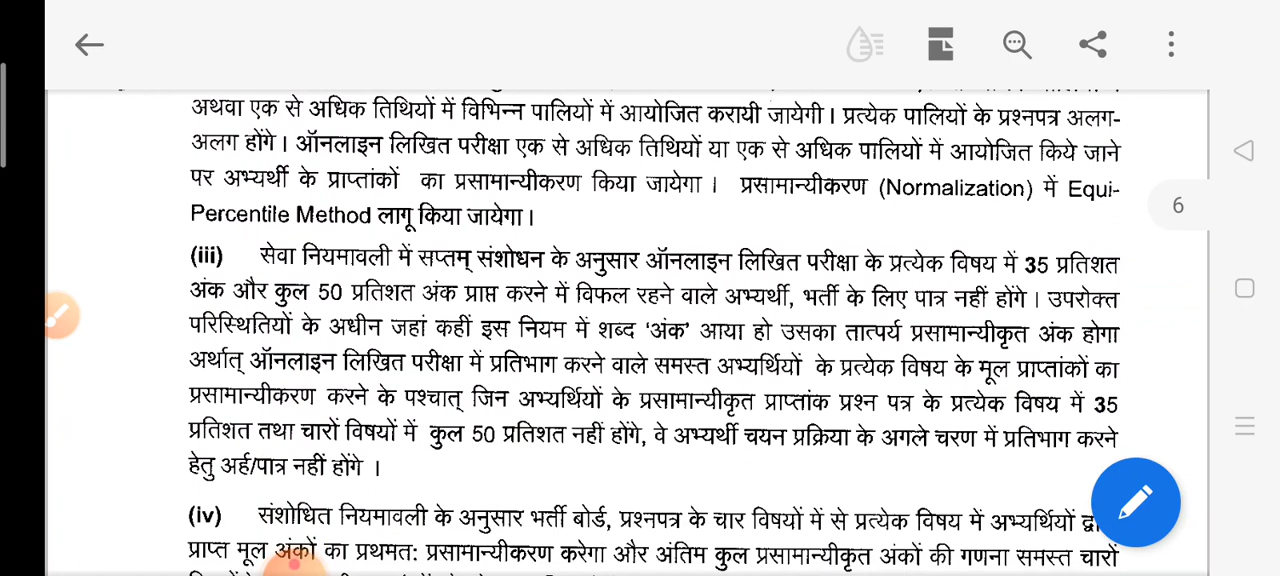 अथवा एक से अधिक तिथियों में विभिन्न पालियों में आयोजित करायी जायेगी। प्रत्येक पालियों के प्रश्नपत्र अलग-
अलग होंगे। ऑनलाइन लिखित परीक्षा एक से अधिक तिथियों या एक से अधिक पालियों में आयोजित किये जाने
पर अभ्यर्थी के प्राप्तांकों का प्रसामान्यीकरण किया जायेगा। प्रसामान्यीकरण (Normalization) में Equi-
Percentile Method लागू किया जायेगा।
6
(iii) सेवा नियमावली में सप्तम् संशोधन के अनुसार ऑनलाइन लिखित परीक्षा के प्रत्येक विषय में 35 प्रतिशत
अंक और कुल 50 प्रतिशत अंक प्राप्त करने में विफल रहने वाले अभ्यर्थी, भर्ती के लिए पात्र नहीं होंगे। उपरोक्त
परिस्थितियों के अधीन जहां कहीं इस नियम में शब्द 'अंक' आया हो उसका तात्पर्य प्रसामान्यीकृत अंक होगा
अर्थात् ऑनलाइन लिखित परीक्षा में प्रतिभाग करने वाले समस्त अभ्यर्थियों के प्रत्येक विषय के मूल प्राप्तांकों का
प्रसामान्यीकरण करने के पश्चात् जिन अभ्यर्थियों के प्रसामान्यीकृत प्राप्तांक प्रश्न पत्र के प्रत्येक विषय में 35
प्रतिशत तथा चारों विषयों में कुल 50 प्रतिशत नहीं होंगे, वे अभ्यर्थी चयन प्रक्रिया के अगले चरण में प्रतिभाग करने
हेतु अर्ह/पात्र नहीं होंगे।
(iv) संशोधित नियमावली के अनुसार भर्ती बोर्ड, प्रश्नपत्र के चार विषयों में से प्रत्येक विषय में अभ्यर्थियों
प्राप्त मूल अंकों का प्रथमत: प्रसामान्यीकरण करेगा और अंतिम कुल प्रसामान्यीकृत अंकों की गणना समस्त चारों